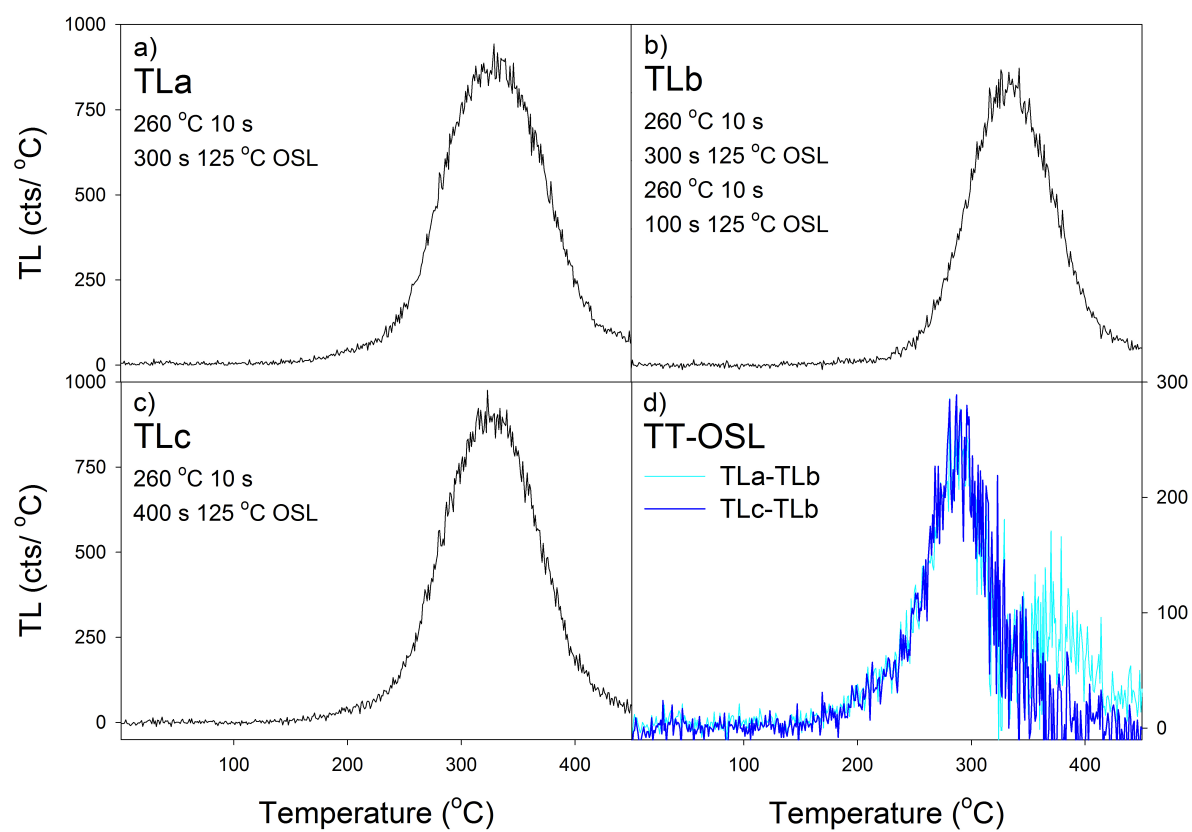 1000
750
500
250
0
TL (cts/ °C)
a)
TLa
260 °C 10 s
300 s 125 °C OSL
b)
TLb
260 °C 10 s
300 s 125 °C OSL
260 °C 10 s
100 s 125 °C OSL
1000
750
500
250
0
TL (cts/ °C)
c)
TLc
260 °C 10 s
400 s 125 °C OSL
d)
TT-OSL
TLa-TLb
TLc-TLb
300
200
100
0
100 200 300 400
100 200 300 400
Temperature (°C)
Temperature (°C)